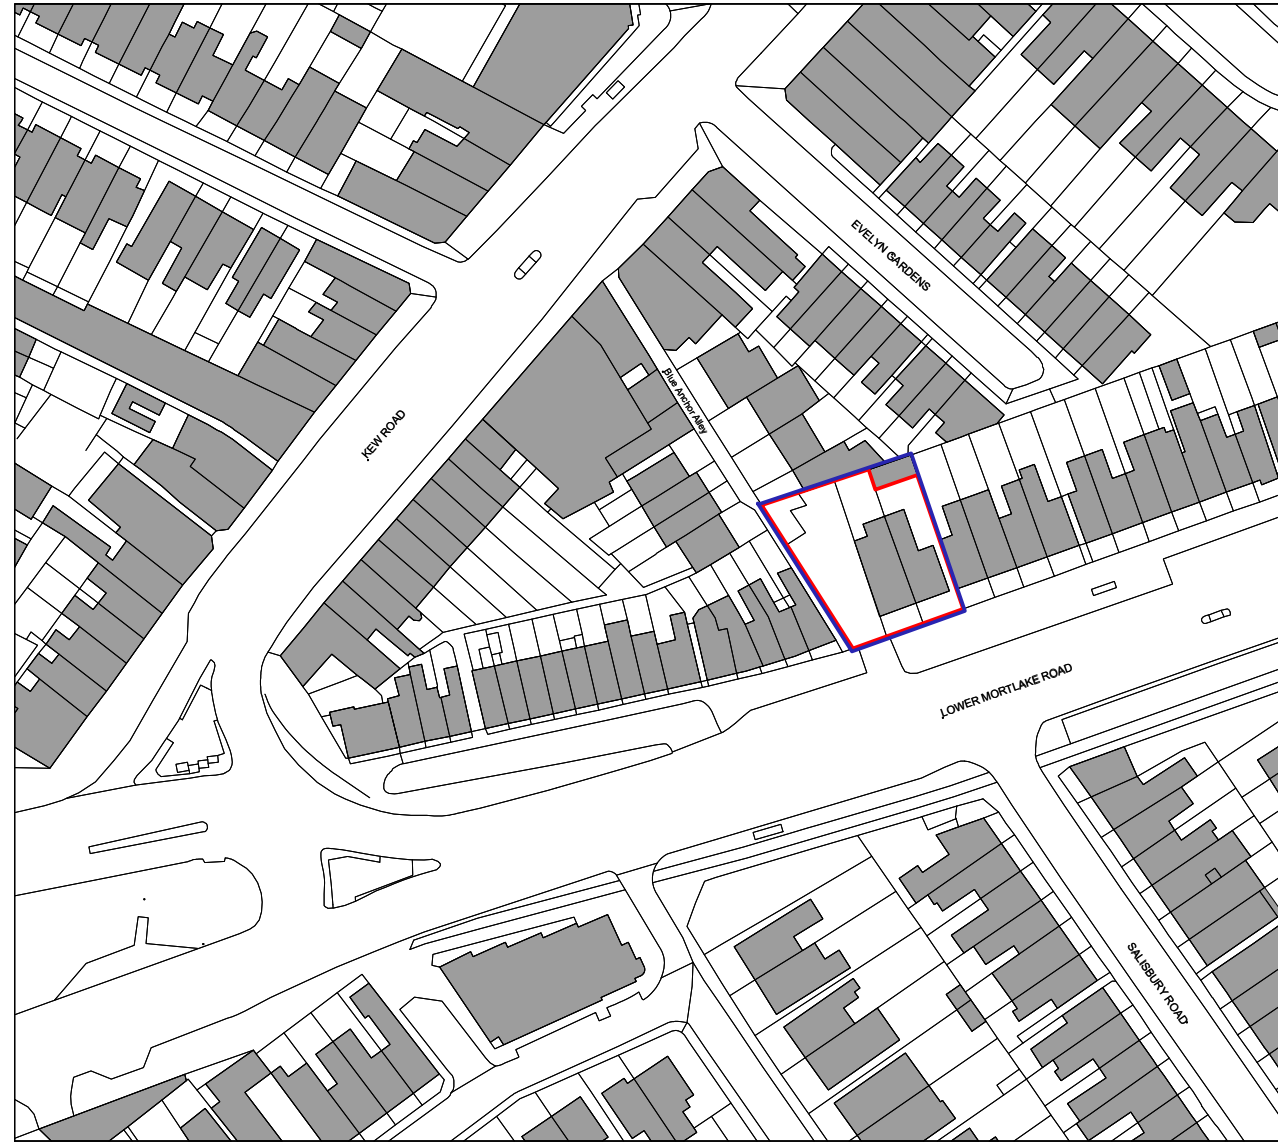 EVELYN GARDENS
Blue Anchor Alley
KEW ROAD
LOWER MORTLAKE ROAD
SALISBURY ROAD